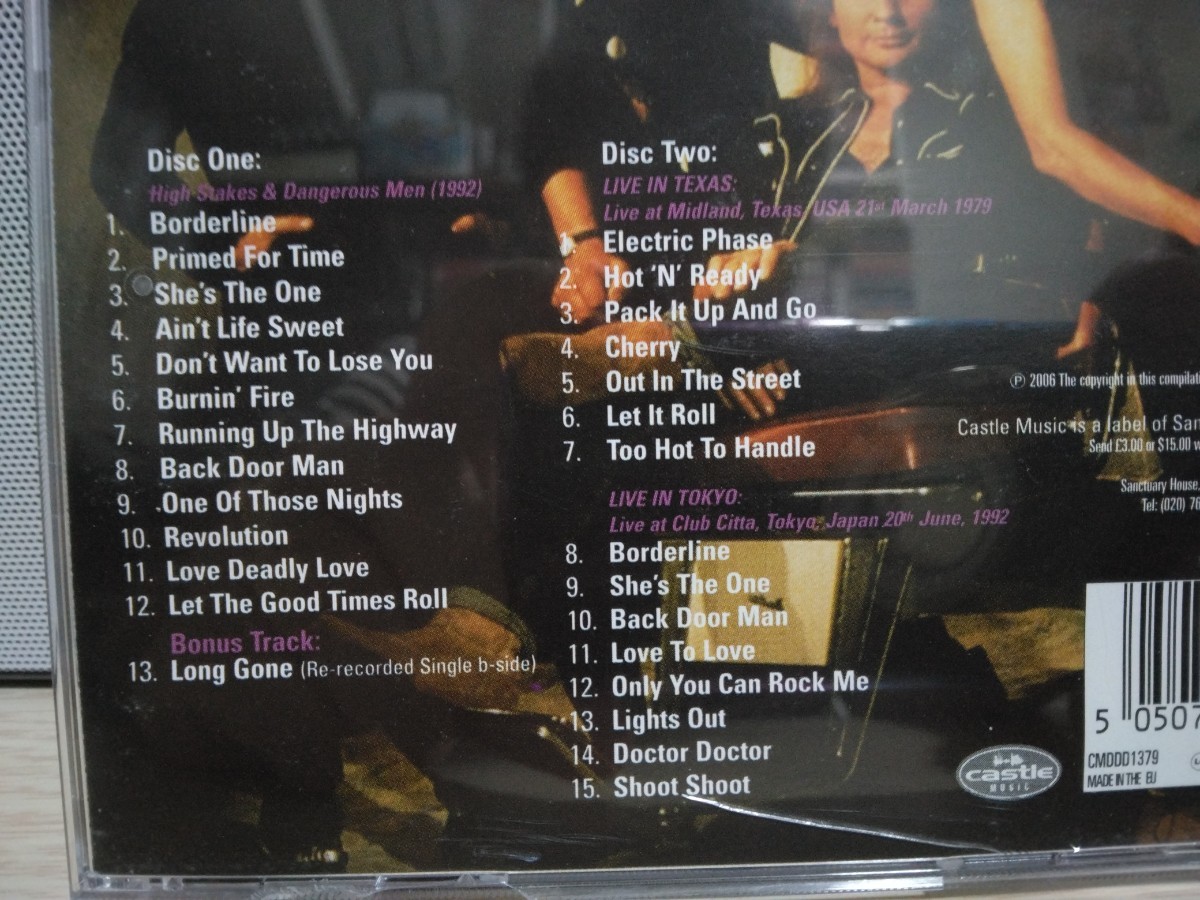 Disc One:
High Stakes & Dangerous Men (1992)
1. Borderline
2. Primed For Time
3. She's The One
4. Ain't Life Sweet
5. Don't Want To Lose You
6. Burnin' Fire
7. Running Up The Highway
8. Back Door Man
9. One Of Those Nights
10. Revolution
11. Love Deadly Love
12. Let The Good Times Roll
Bonus Track:
13. Long Gone (Re-recorded Single b-side)
Disc Two:
LIVE IN TEXAS:
Live at Midland, Texas, USA 21st March 1979
1. Electric Phase
2. Hot 'N' Ready
3. Pack It Up And Go
4. Cherry
5. Out In The Street
6. Let It Roll
7. Too Hot To Handle
LIVE IN TOKYO:
Live at Club Citta, Tokyo, Japan 20th June, 1992
8. Borderline
9. She's The One
10. Back Door Man
11. Love To Love
12. Only You Can Rock Me
13. Lights Out
14. Doctor Doctor
15. Shoot Shoot
℗ 2006 The copyright in this compilati
Castle Music is a label of San
Send £3.00 or $15.00
Sanctuary House,
Tel: (020) 76
castle
MUSIC
5 0507
CMDDD1379
MADE IN THE EU